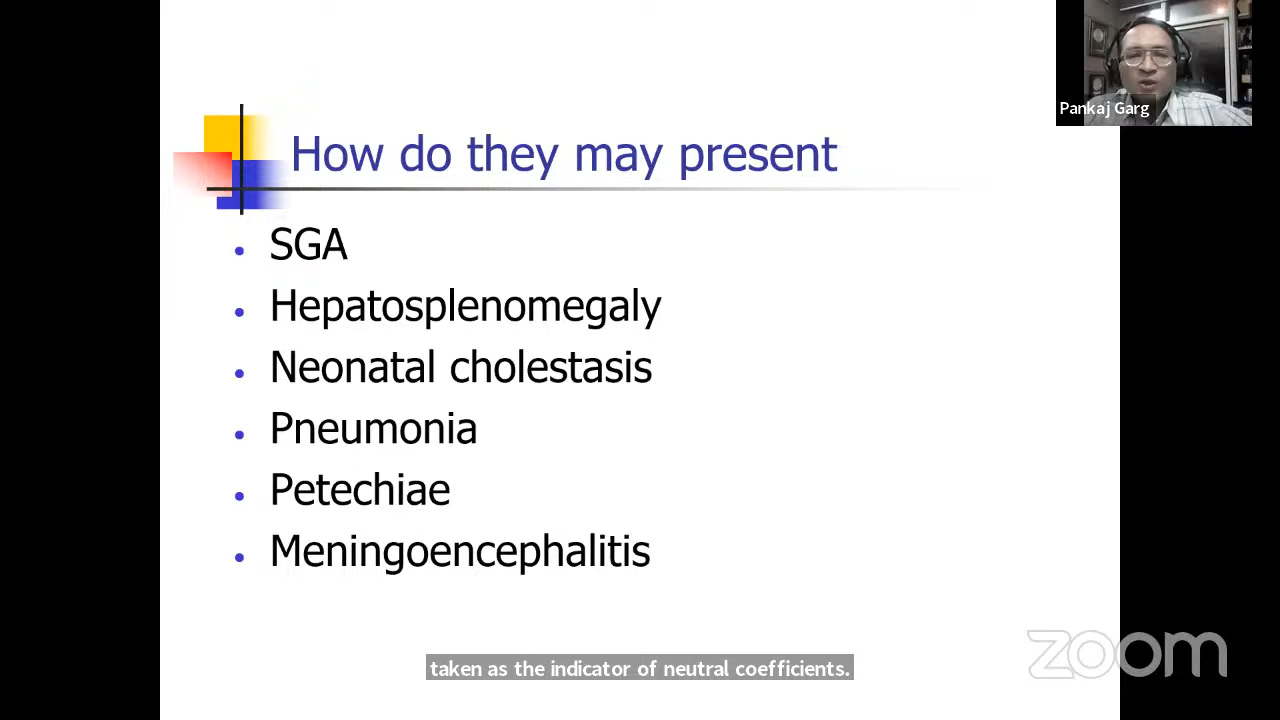 Pankaj Garg
How do they may present
• SGA
• Hepatosplenomegaly
• Neonatal cholestasis
• Pneumonia
• Petechiae
• Meningoencephalitis
taken as the indicator of neutral coefficients.
zoom